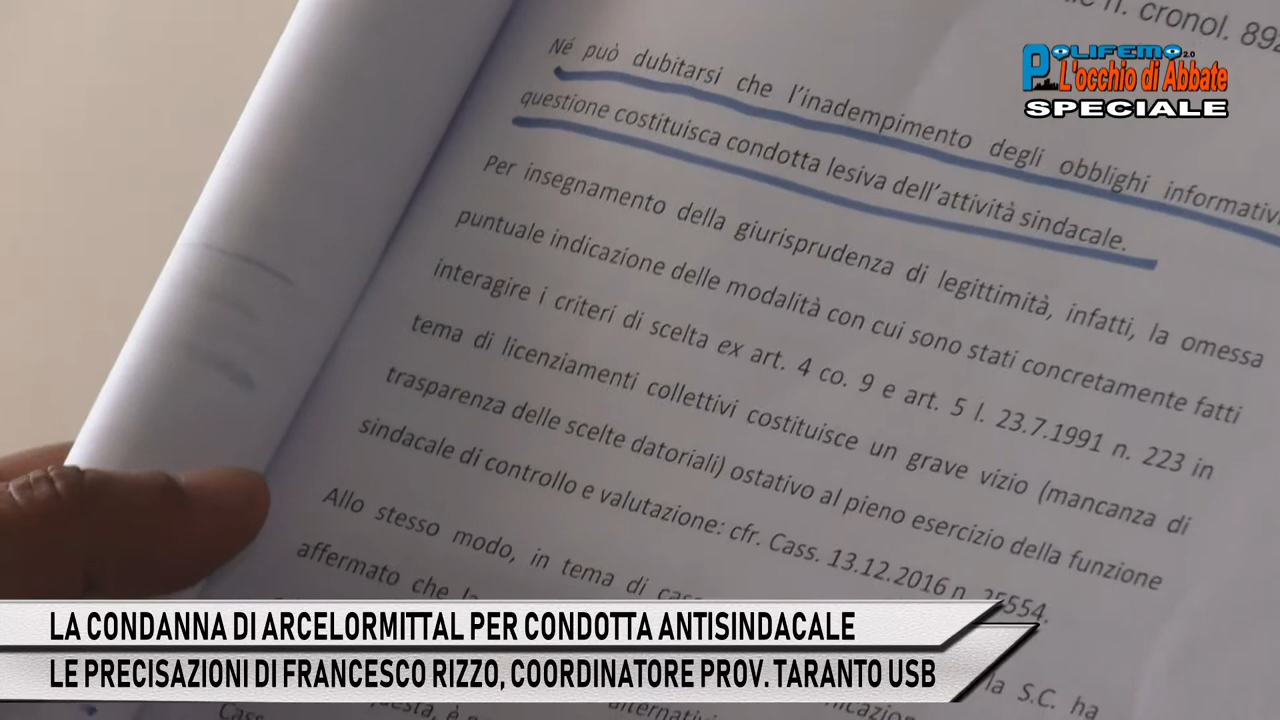 n. cronol. 892
POLIFEMO 2.0
L'occhio di Abbate
SPECIALE
Né può dubitarsi che l'inadempimento degli obblighi informativi
questione costituisca condotta lesiva dell'attività sindacale.
Per insegnamento della giurisprudenza di legittimità, infatti, la omessa
puntuale indicazione delle modalità con cui sono stati concretamente fatti
interagire i criteri di scelta ex art. 4 co. 9 e art. 5 l. 23.7.1991 n. 223 in
tema di licenziamenti collettivi costituisce un grave vizio (mancanza di
trasparenza delle scelte datoriali) ostativo al pieno esercizio della funzione
sindacale di controllo e valutazione: cfr. Cass. 13.12.2016 n. 25554.
Allo stesso modo, in tema di
affermato che
la S.C. ha
LA CONDANNA DI ARCELORMITTAL PER CONDOTTA ANTISINDACALE
LE PRECISAZIONI DI FRANCESCO RIZZO, COORDINATORE PROV. TARANTO USB